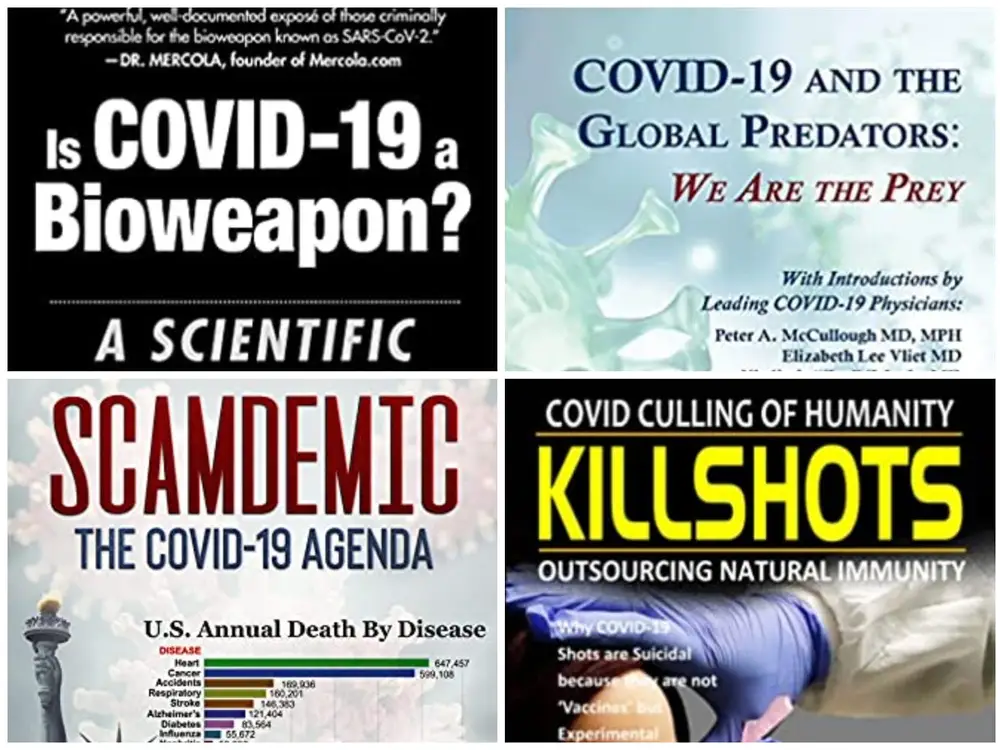 "A powerful, well-documented exposé of those criminally
responsible for the bioweapon known as SARS-CoV-2."
—DR. MERCOLA, founder of Mercola.com
Is COVID-19 a
Bioweapon?
A SCIENTIFIC
COVID-19 AND THE
GLOBAL PREDATORS:
WE ARE THE PREY
With Introductions by
Leading COVID-19 Physicians:
Peter A. McCullough MD, MPH
Elizabeth Lee Vliet MD
SCAMDEMIC
THE COVID-19 AGENDA
U.S. Annual Death By Disease
DISEASE
Heart 647,457
Cancer 599,108
Accidents 169,936
Respiratory 160,201
Stroke 146,383
Alzheimer's 121,404
Diabetes 83,564
Influenza 55,672
COVID CULLING OF HUMANITY
KILLSHOTS
OUTSOURCING NATURAL IMMUNITY
Why COVID-19
Shots are Suicidal
because they are not
'Vaccines' But
Experimental